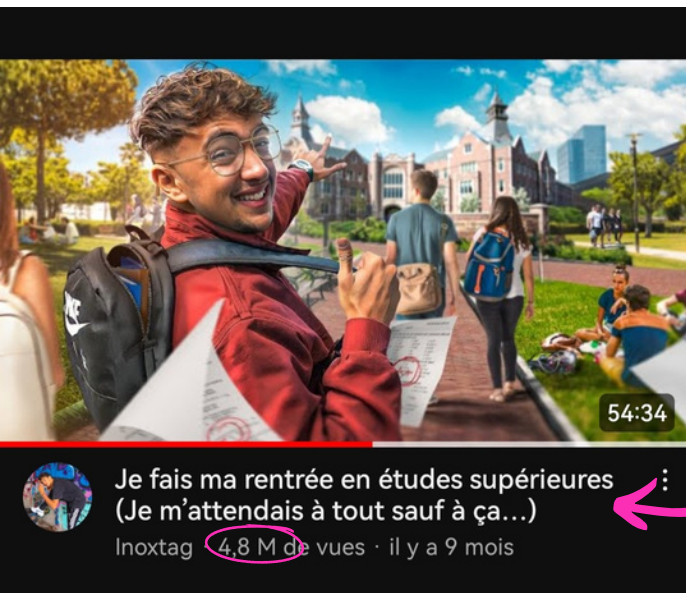 NIKE
54:34
Je fais ma rentrée en études supérieures
(Je m'attendais à tout sauf à ça...)
Inoxtag · 4,8 M de vues · il y a 9 mois